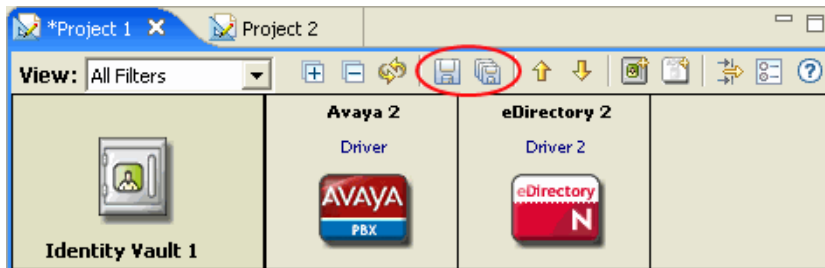 *Project 1 Project 2
View: All Filters
Avaya 2 eDirectory 2
Driver Driver 2
AVAYA eDirectory
PBX N
Identity Vault 1